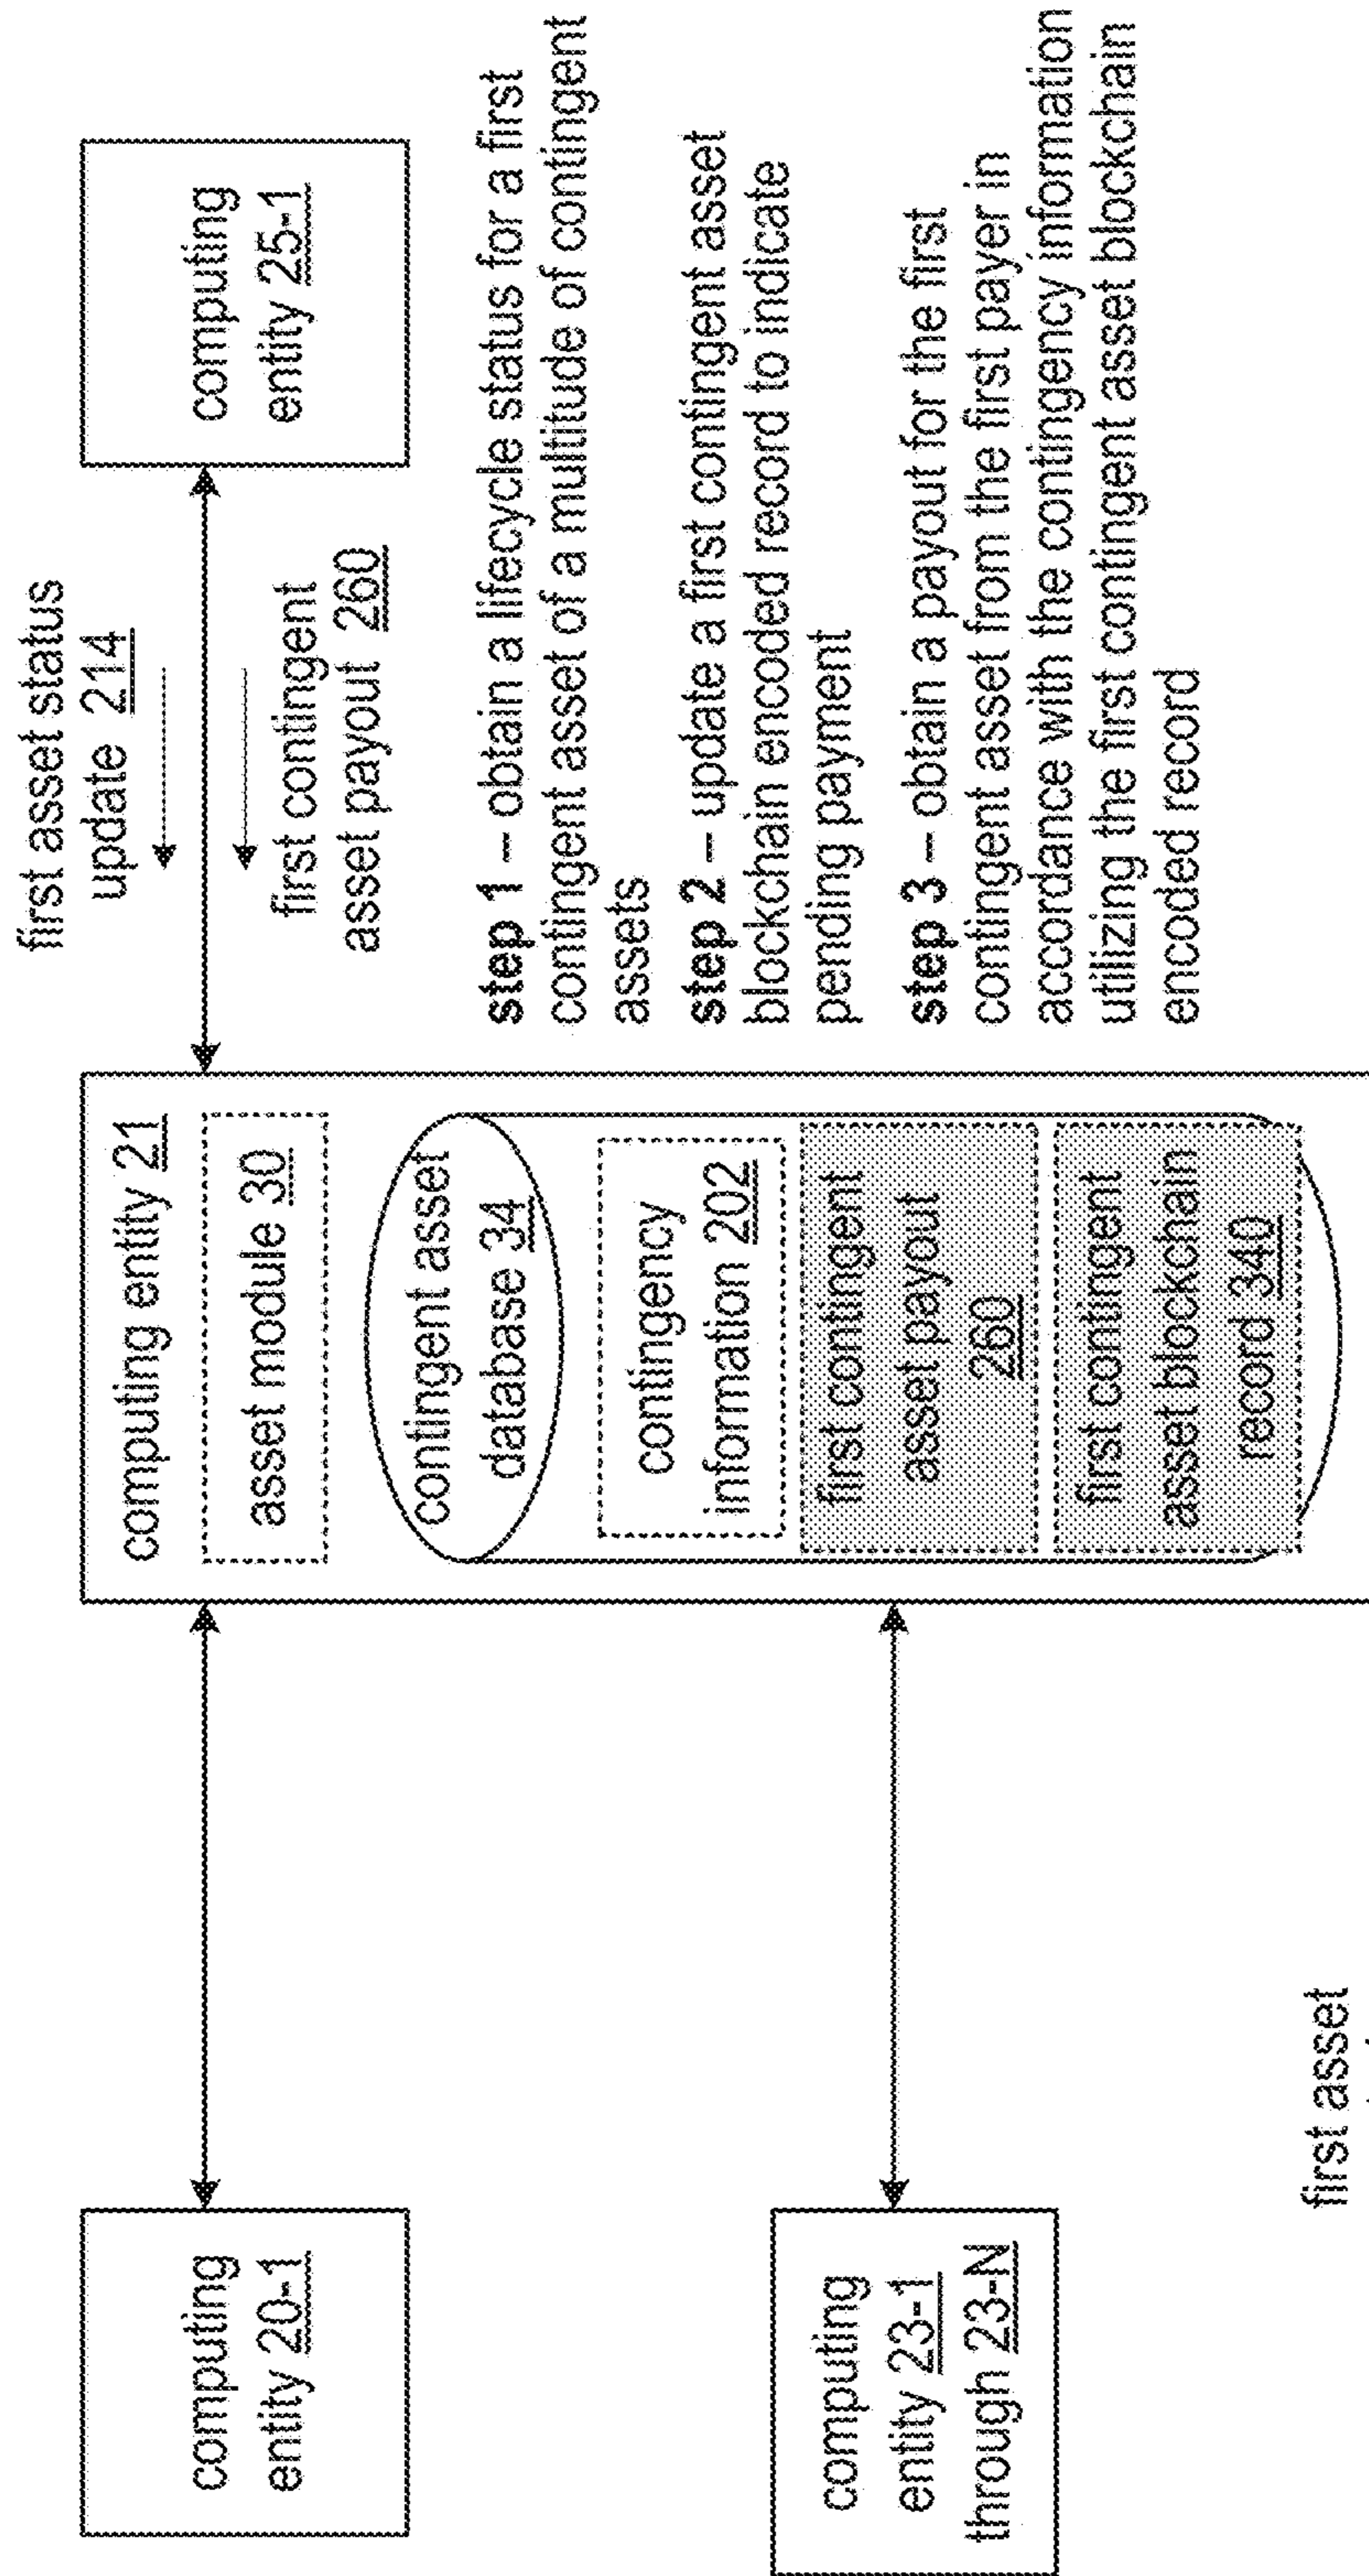 first asset status
update 214
first contingent
asset payout 260
computing
entity 20-1
computing entity 21
asset module 30
contingent asset
database 34
contingency
information 202
first contingent
asset payout
260
first contingent
asset blockchain
record 340
computing
entity 25-1
step 1 – obtain a lifecycle status for a first
contingent asset of a multitude of contingent
assets
step 2 – update a first contingent asset
blockchain encoded record to indicate
pending payment
step 3 – obtain a payout for the first
contingent asset from the first payer in
accordance with the contingency information
utilizing the first contingent asset blockchain
encoded record
computing
entity 23-1
through 23-N
first asset